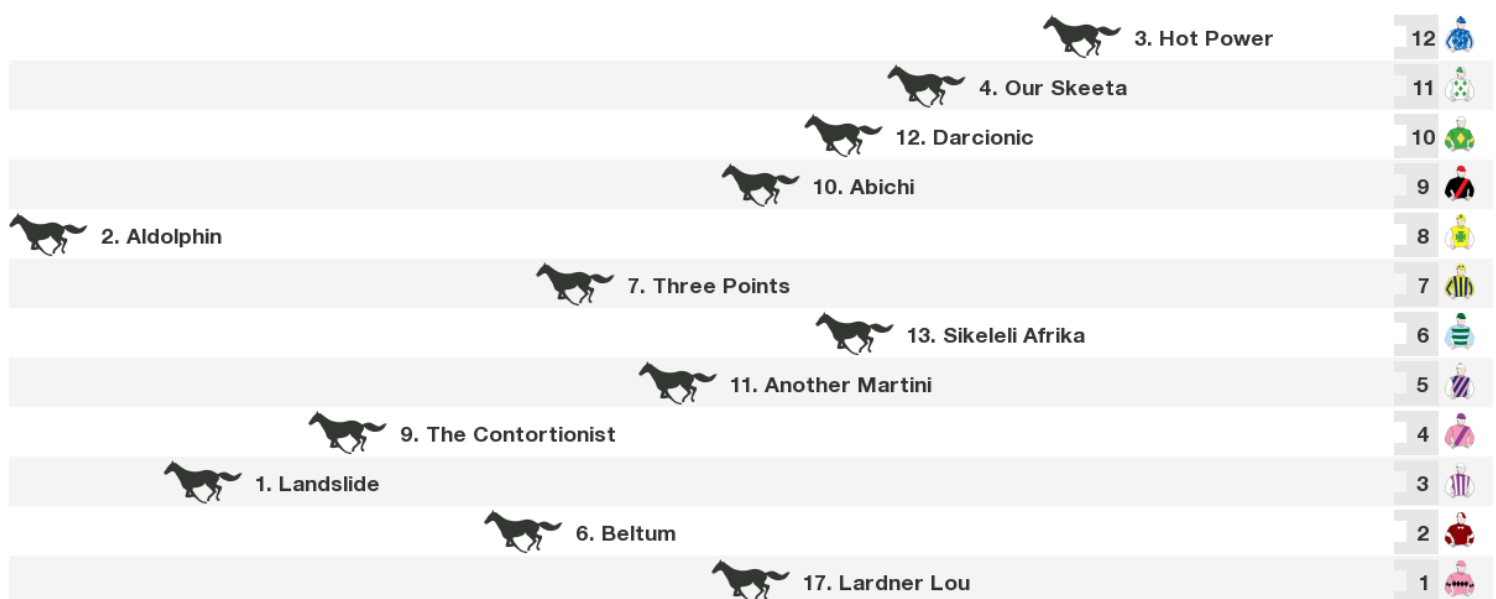 3. Hot Power 12
4. Our Skeeta 11
12. Darcionic 10
10. Abichi 9
2. Aldolphin 8
7. Three Points 7
13. Sikeleli Afrika 6
11. Another Martini 5
9. The Contortionist 4
1. Landslide 3
6. Beltum 2
17. Lardner Lou 1